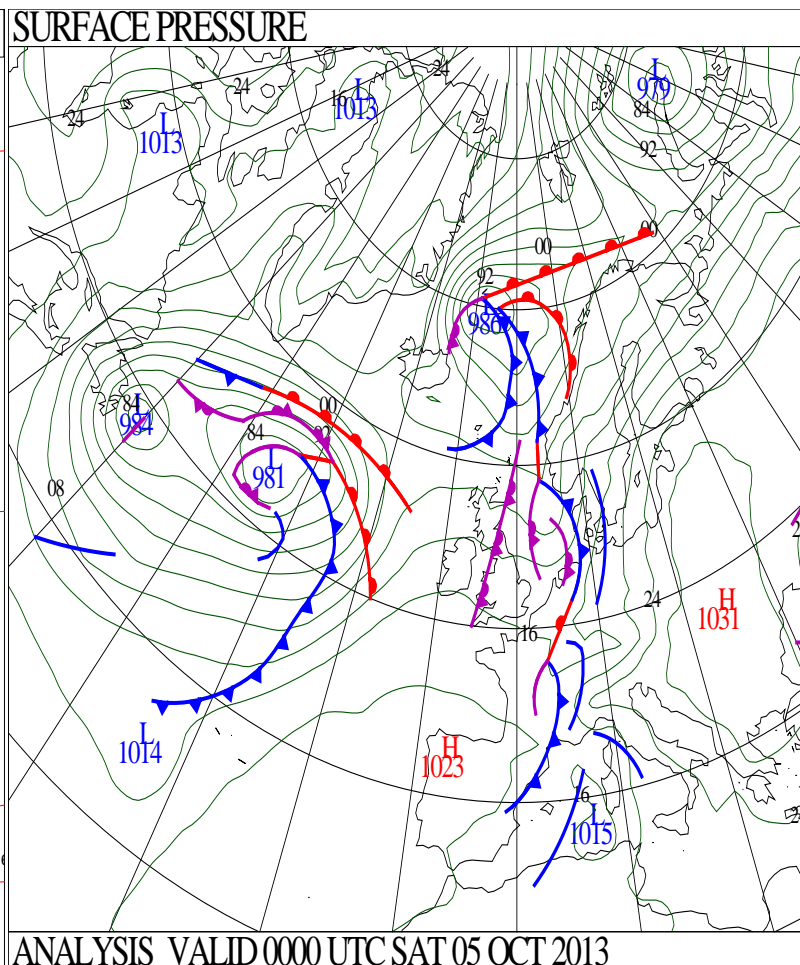 SURFACE PRESSURE
24
L
979
24
L
1013
16
84
24
L
1013
92
00
00
92
L
986
L
984
84
00
92
84
L
981
08
24
H
1031
16
L
1014
H
1023
16
L
1015
ANALYSIS VALID 0000 UTC SAT 05 OCT 2013